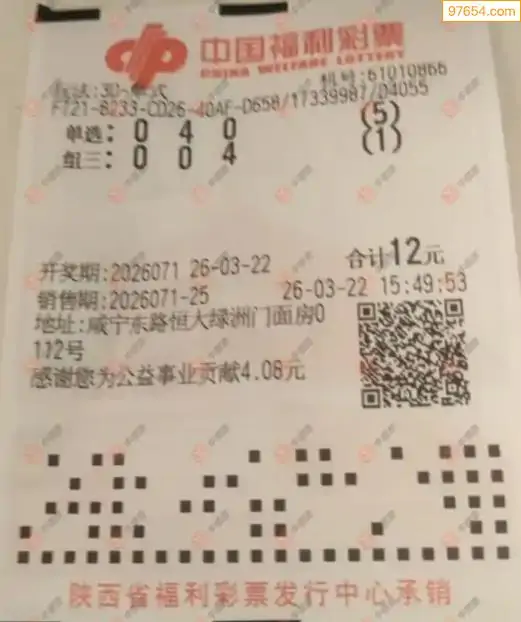 97654.com
中国福利彩票
CHINA WELFARE LOTTERY
机号:61010866
F721-B233-CD26-40AF-D658/17339987/D4055
单选: 0 4 0 (5)
组三: 0 0 4 (1)
合计12元
开奖期:2026071 26-03-22
销售期:2026071-25 26-03-22 15:49:53
地址:咸宁东路恒大绿洲门面房0
112号
感谢您为公益事业贡献4.08元
陕西省福利彩票发行中心承销